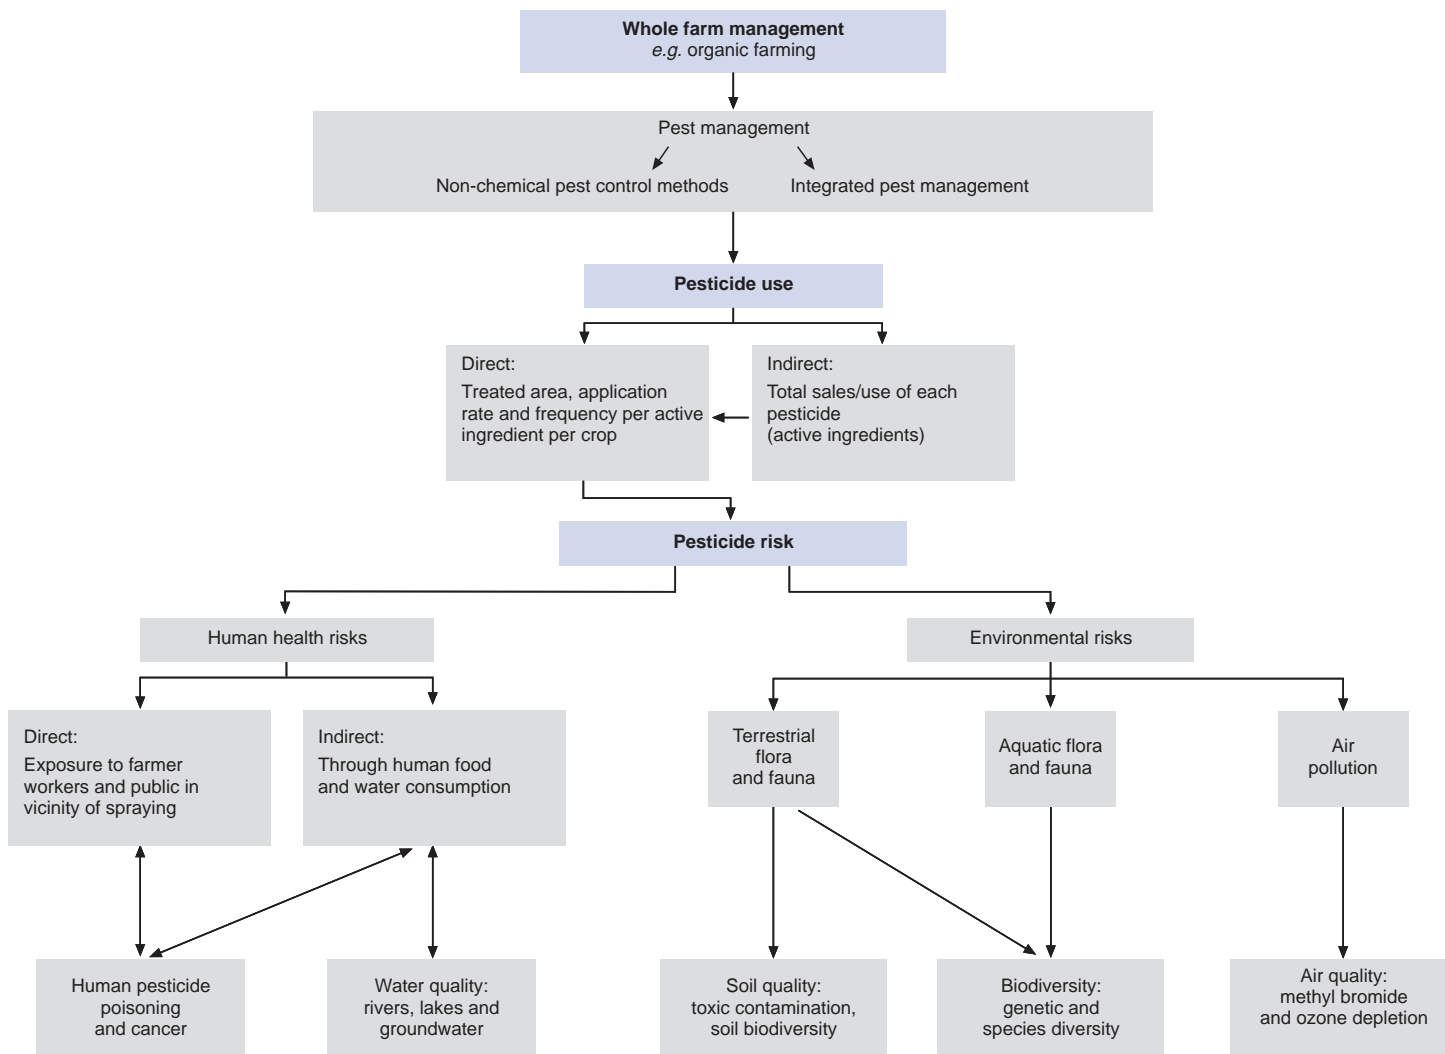 Whole farm management
e.g. organic farming
Pest management
Non-chemical pest control methods
Integrated pest management
Pesticide use
Direct:
Treated area, application
rate and frequency per active
ingredient per crop
Indirect:
Total sales/use of each
pesticide
(active ingredients)
Pesticide risk
Human health risks
Environmental risks
Direct:
Exposure to farmer
workers and public in
vicinity of spraying
Indirect:
Through human food
and water consumption
Terrestrial
flora
and fauna
Aquatic flora
and fauna
Air
pollution
Human pesticide
poisoning
and cancer
Water quality:
rivers, lakes and
groundwater
Soil quality:
toxic contamination,
soil biodiversity
Biodiversity:
genetic and
species diversity
Air quality:
methyl bromide
and ozone depletion